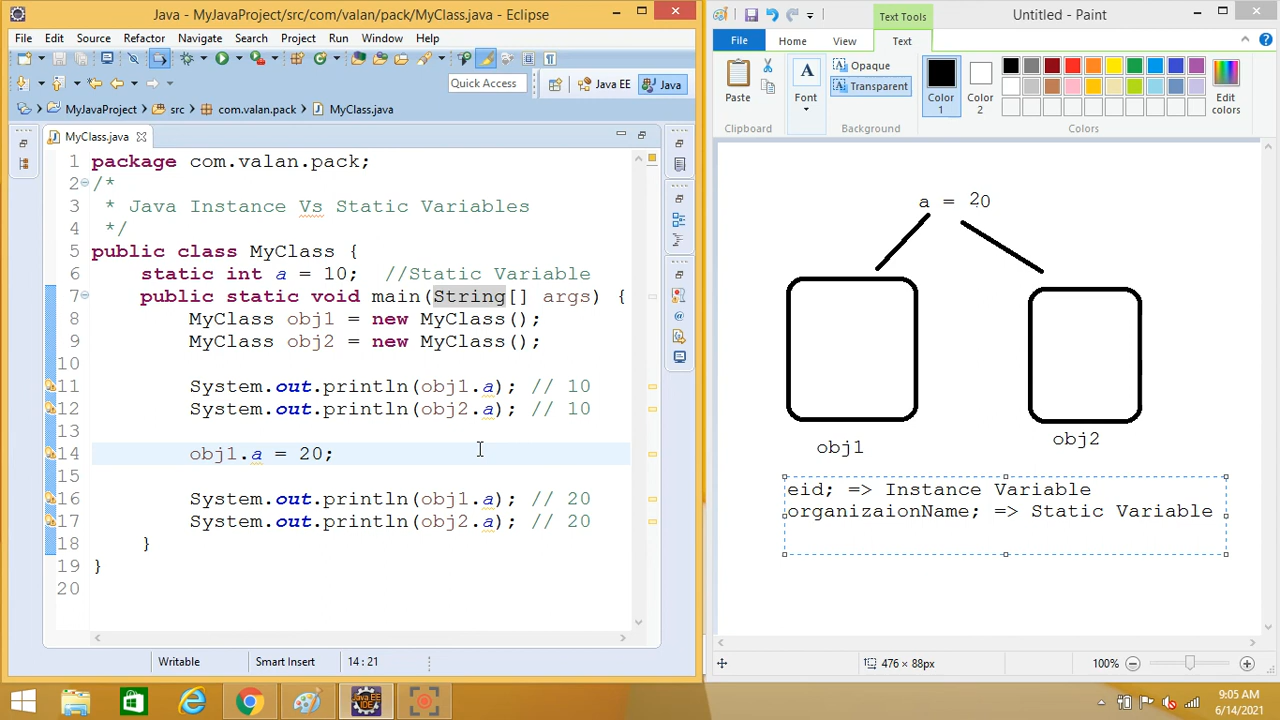 Java - MyJavaProject/src/com/valan/pack/MyClass.java - Eclipse
File Edit Source Refactor Navigate Search Project Run Window Help
Quick Access
Java EE
Java
MyJavaProject
src
com.valan.pack
MyClass.java
MyClass.java
1 package com.valan.pack;
2 /*
3 * Java Instance Vs Static Variables
4 */
5 public class MyClass {
6 static int a = 10; //Static Variable
7 public static void main(String[] args) {
8 MyClass obj1 = new MyClass();
9 MyClass obj2 = new MyClass();
10
11 System.out.println(obj1.a); // 10
12 System.out.println(obj2.a); // 10
13
14 obj1.a = 20;
15
16 System.out.println(obj1.a); // 20
17 System.out.println(obj2.a); // 20
18 }
19 }
20
Writable Smart Insert 14 : 21
Text Tools
Untitled - Paint
File Home View Text
Paste
Clipboard
A
Font
Opaque
Transparent
Background
Color 1
Color 2
Edit colors
Colors
a = 20
obj1
obj2
eid; => Instance Variable
organizaionName; => Static Variable
476 × 88px
100%
Java EE IDE
9:05 AM
6/14/2021